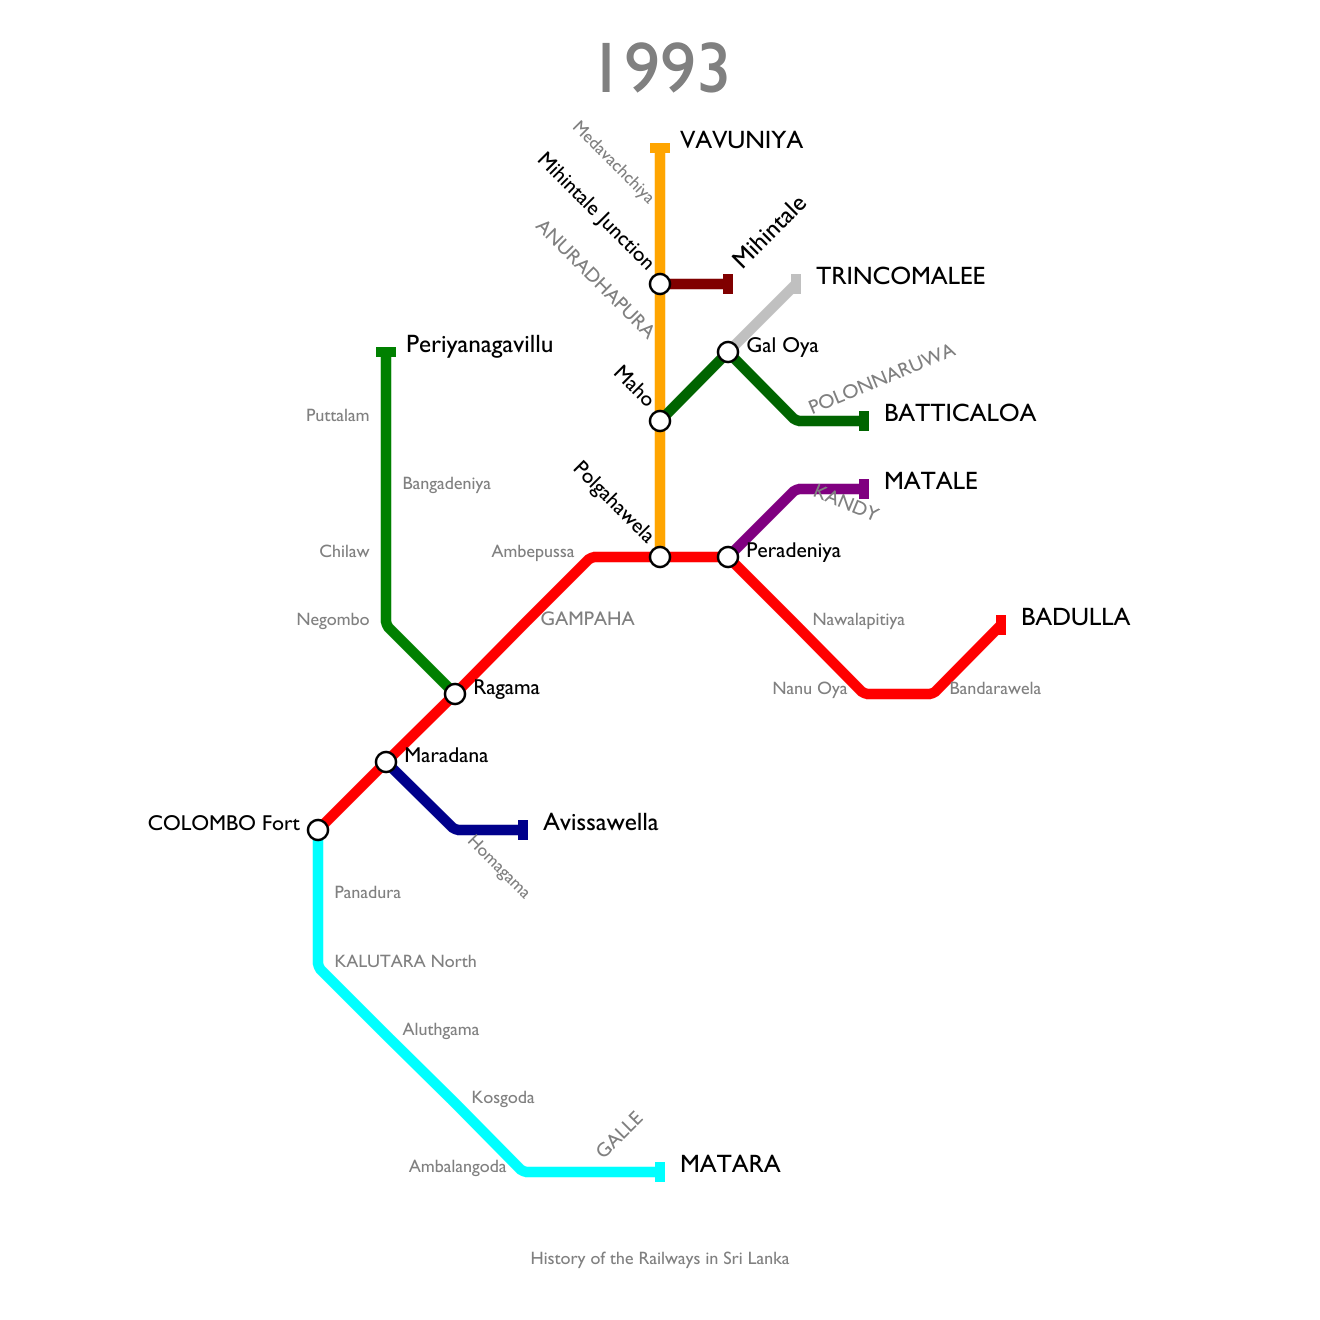 1993
VAVUNIYA
Medavachchiya
Mihintale Junction
Mihintale
ANURADHAPURA
TRINCOMALEE
Periyanagavillu
Gal Oya
POLONNARUWA
Maho
Puttalam
BATTICALOA
Bangadeniya
MATALE
KANDY
Polgahawela
Chilaw
Ambepussa
Peradeniya
Negombo
GAMPAHA
Nawalapitiya
BADULLA
Ragama
Nanu Oya
Bandarawela
Maradana
COLOMBO Fort
Avissawella
Homagama
Panadura
KALUTARA North
Aluthgama
Kosgoda
GALLE
Ambalangoda
MATARA
History of the Railways in Sri Lanka